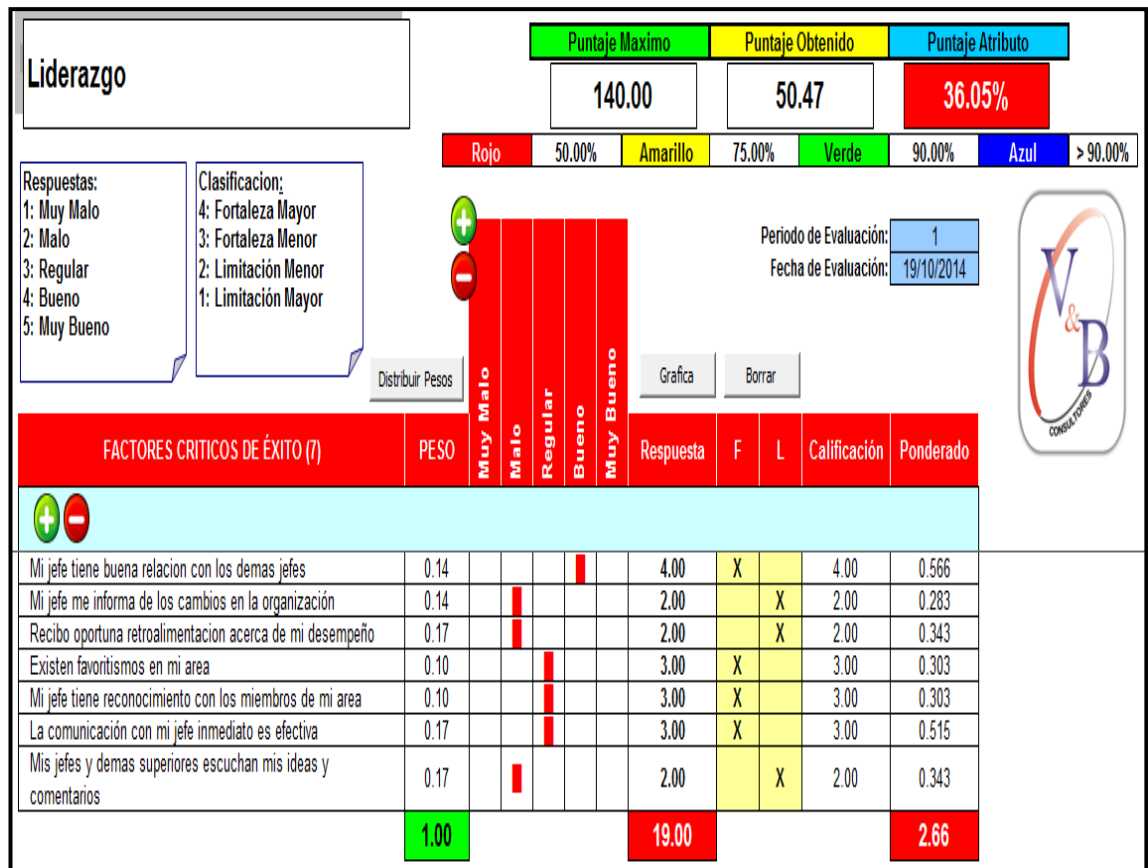 Liderazgo
Puntaje Maximo Puntaje Obtenido Puntaje Atributo
140.00 50.47 36.05%
Rojo 50.00% Amarillo 75.00% Verde 90.00% Azul > 90.00%
Respuestas:
1: Muy Malo
2: Malo
3: Regular
4: Bueno
5: Muy Bueno
Clasificacion:
4: Fortaleza Mayor
3: Fortaleza Menor
2: Limitación Menor
1: Limitación Mayor
Periodo de Evaluación: 1
Fecha de Evaluación: 19/10/2014
V&B
CONSULTORES
Distribuir Pesos
Grafica
Borrar
FACTORES CRITICOS DE ÉXITO (7) PESO Muy Malo Malo Regular Bueno Muy Bueno Respuesta F L Calificación Ponderado
Mi jefe tiene buena relacion con los demas jefes 0.14 4.00 X 4.00 0.566
Mi jefe me informa de los cambios en la organización 0.14 2.00 X 2.00 0.283
Recibo oportuna retroalimentacion acerca de mi desempeño 0.17 2.00 X 2.00 0.343
Existen favoritismos en mi area 0.10 3.00 X 3.00 0.303
Mi jefe tiene reconocimiento con los miembros de mi area 0.10 3.00 X 3.00 0.303
La comunicación con mi jefe inmediato es efectiva 0.17 3.00 X 3.00 0.515
Mis jefes y demas superiores escuchan mis ideas y
comentarios 0.17 2.00 X 2.00 0.343
1.00 19.00 2.66